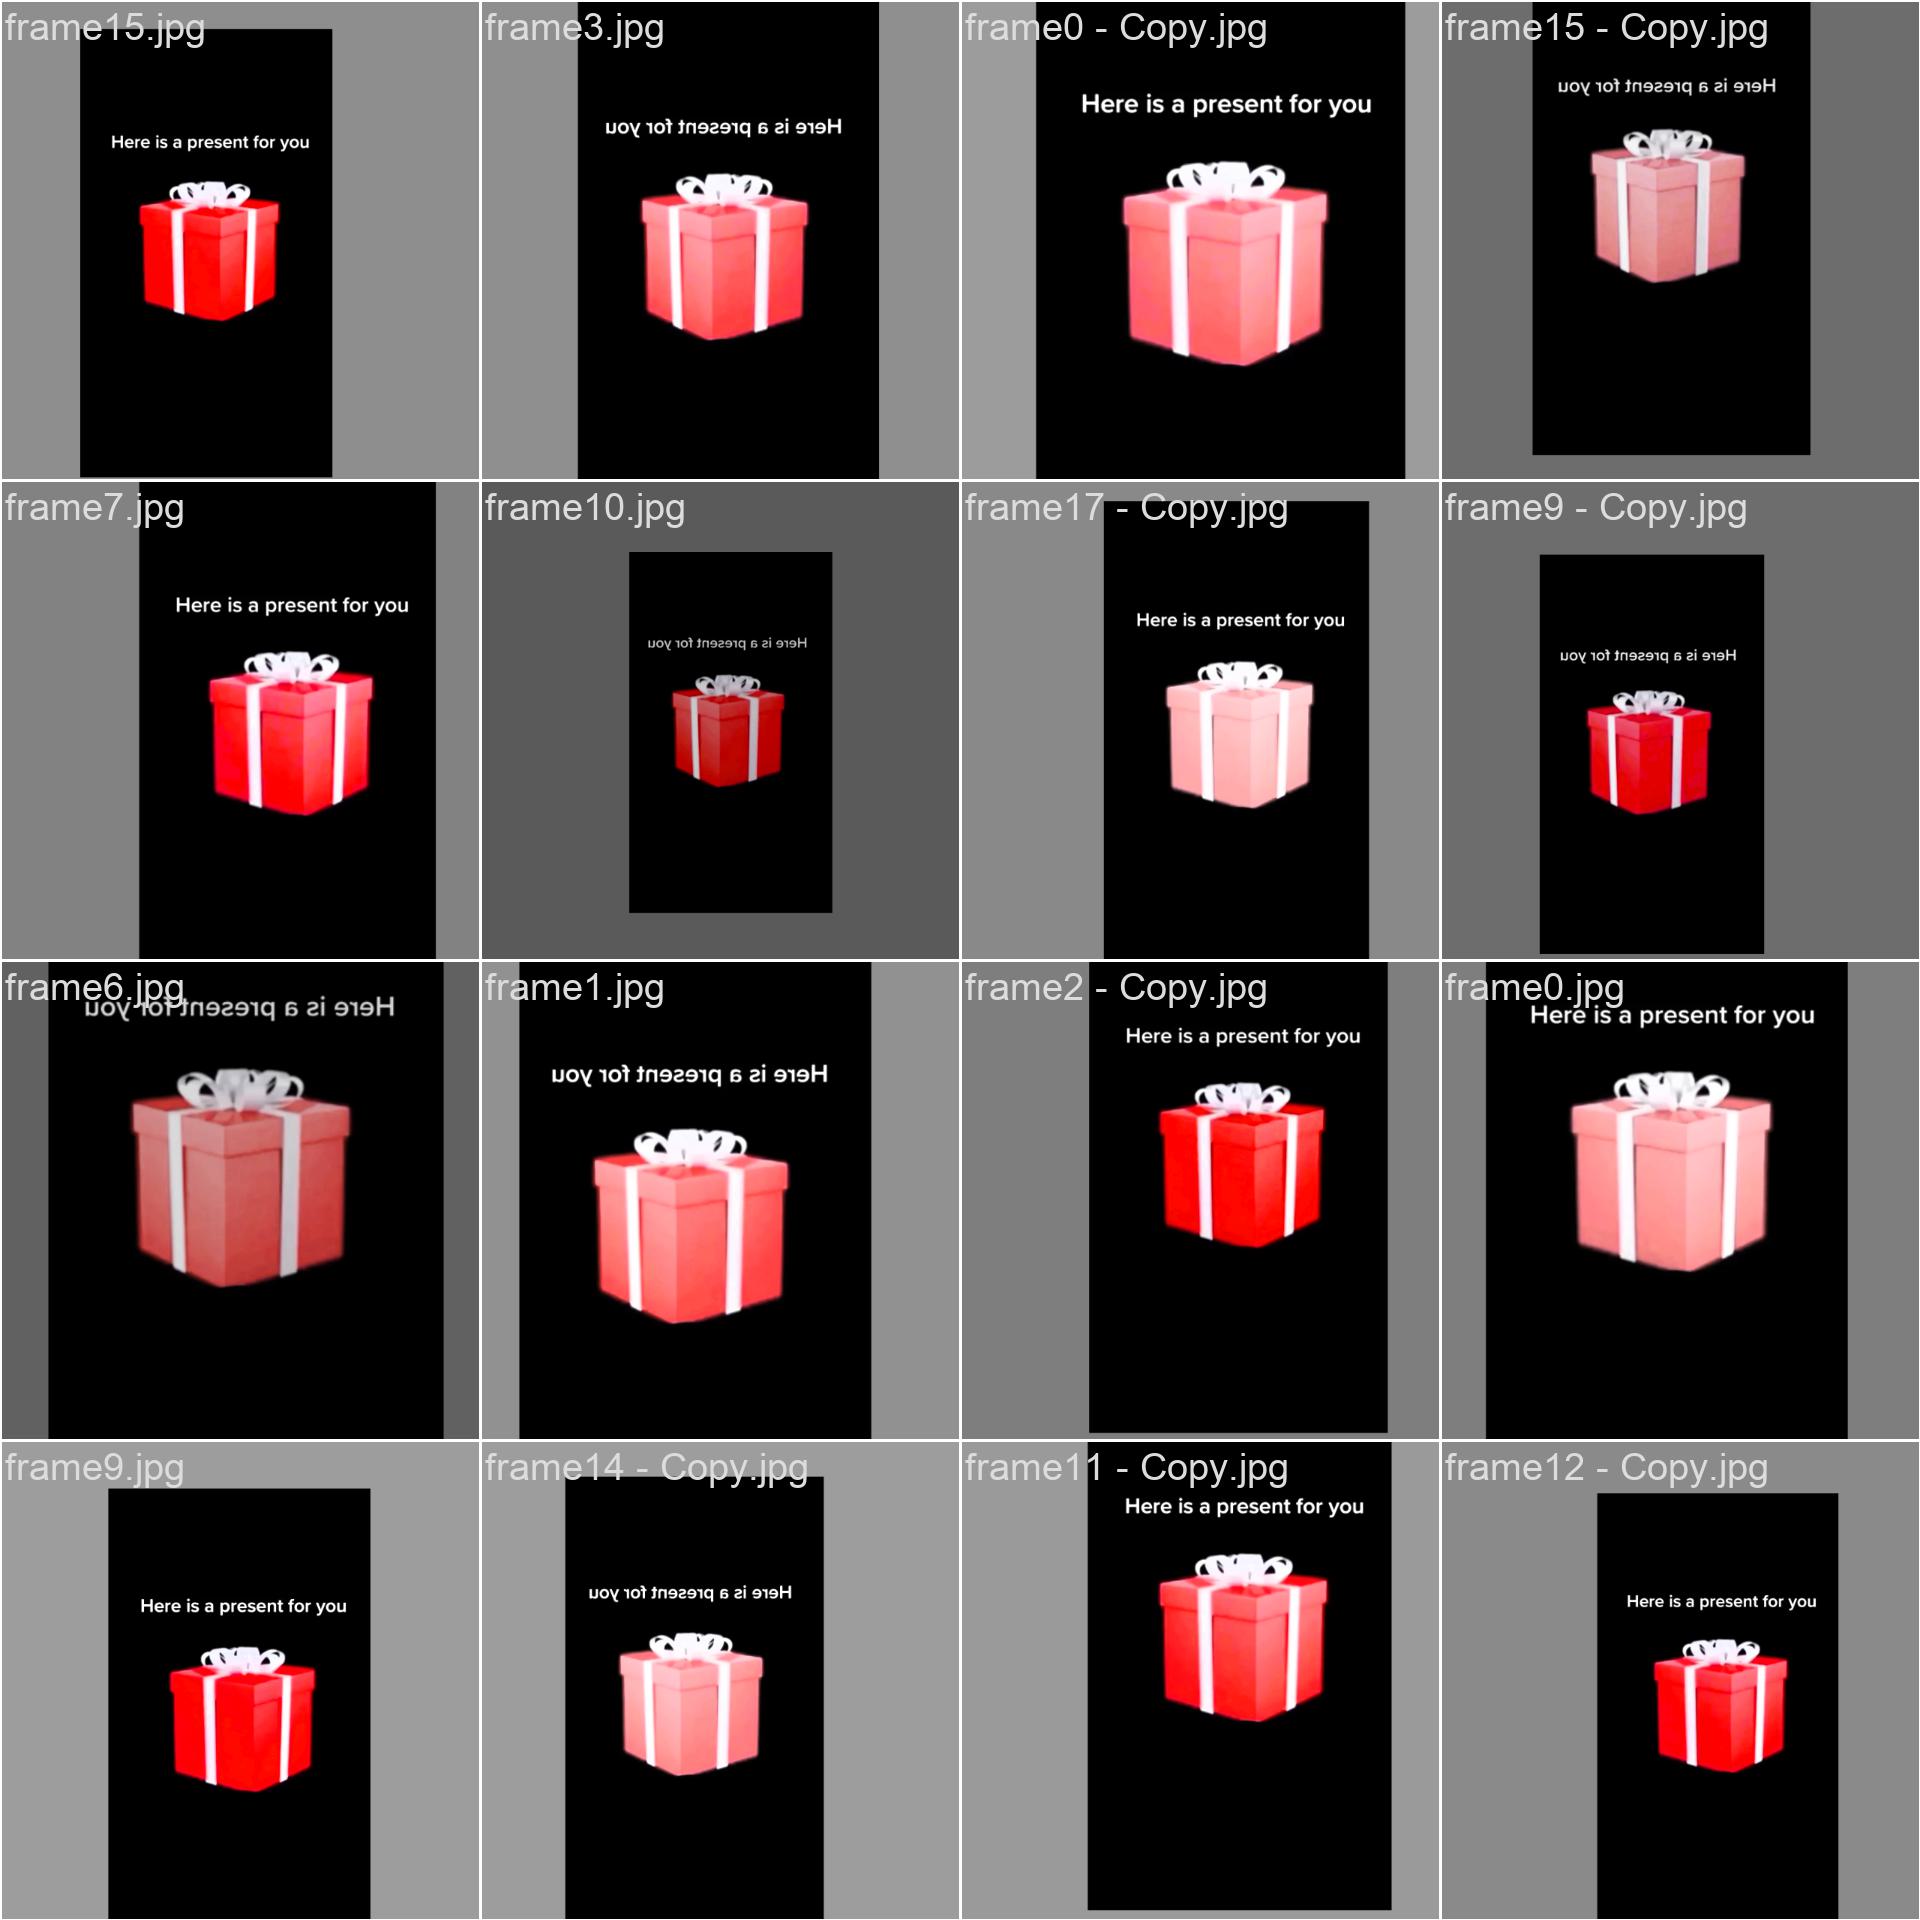 frame15.jpg
Here is a present for you
frame3.jpg
Here is a present for you
frame0 - Copy.jpg
Here is a present for you
frame15 - Copy.jpg
Here is a present for you
frame7.jpg
Here is a present for you
frame10.jpg
Here is a present for you
frame17 - Copy.jpg
Here is a present for you
frame9 - Copy.jpg
Here is a present for you
frame6.jpg
Here is a present for you
frame1.jpg
Here is a present for you
frame2 - Copy.jpg
Here is a present for you
frame0.jpg
Here is a present for you
frame9.jpg
Here is a present for you
frame14 - Copy.jpg
Here is a present for you
frame11 - Copy.jpg
Here is a present for you
frame12 - Copy.jpg
Here is a present for you